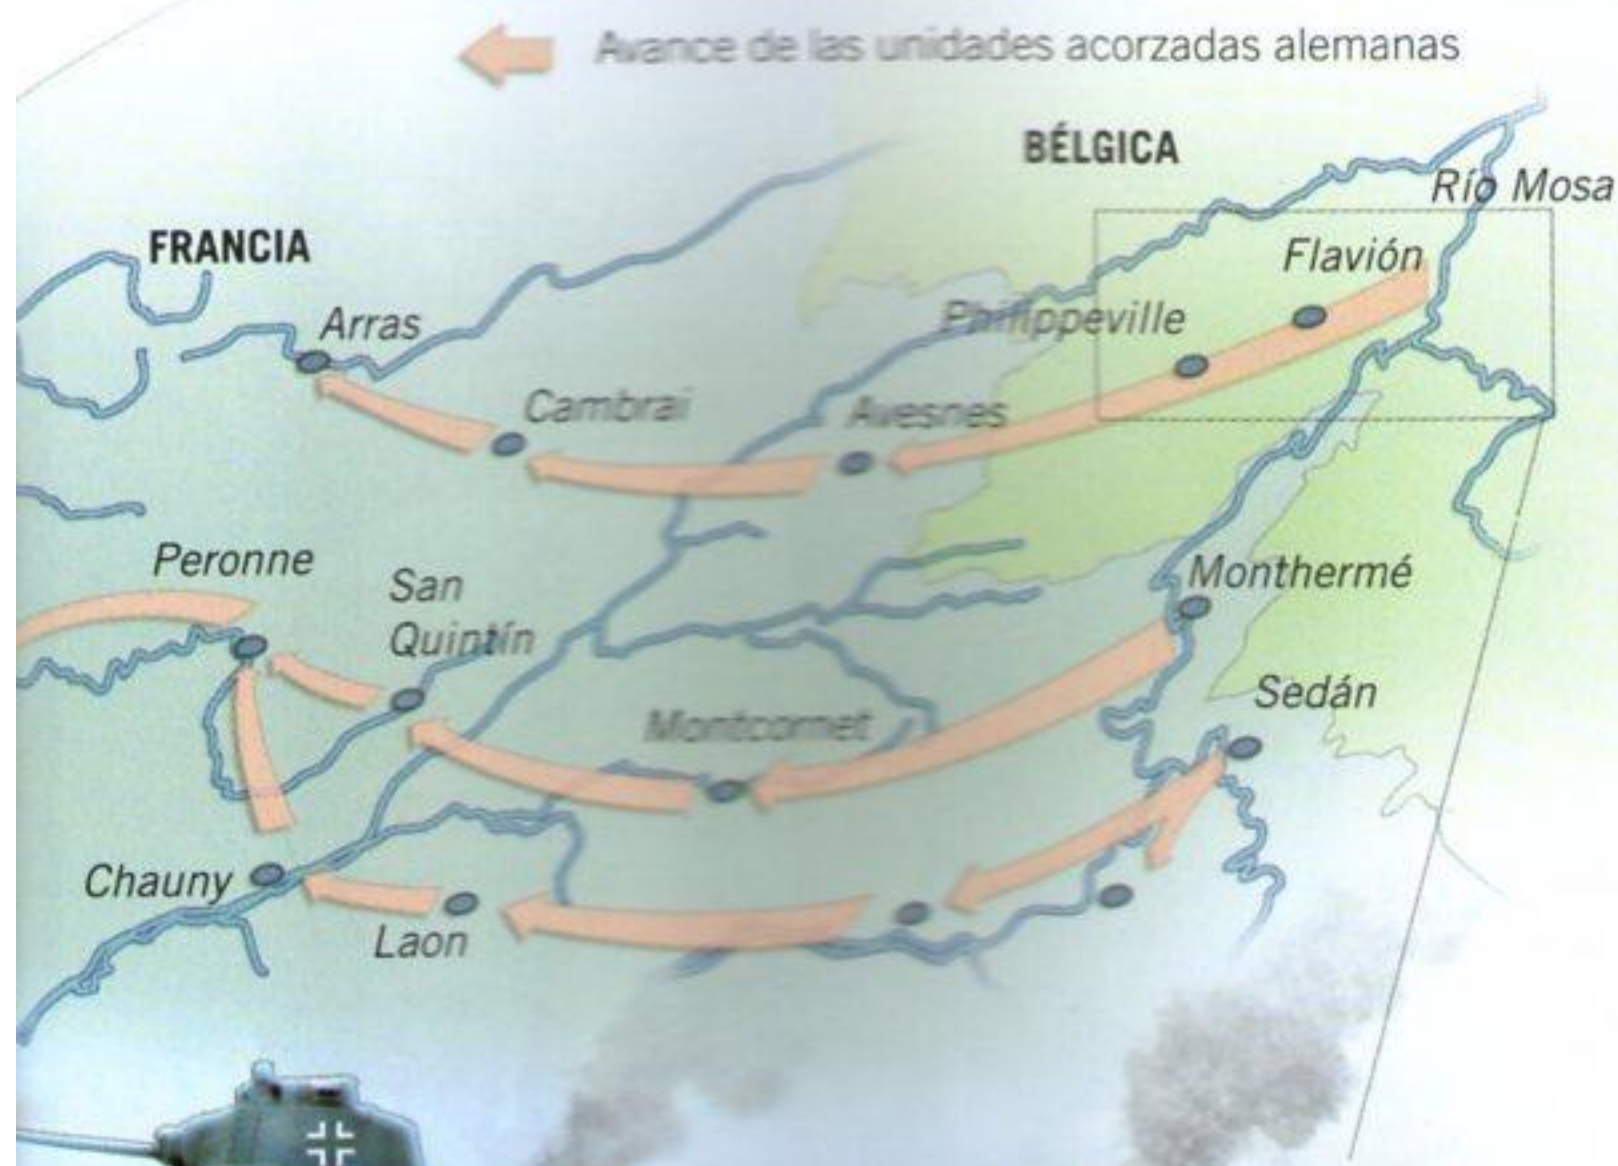 Avance de las unidades acorzadas alemanas
BÉLGICA
Río Mosa
FRANCIA
Flavión
Arras
Philippeville
Cambrai
Avesnes
Peronne
San
Quintín
Monthermé
Sedán
Montcornet
Chauny
Laon